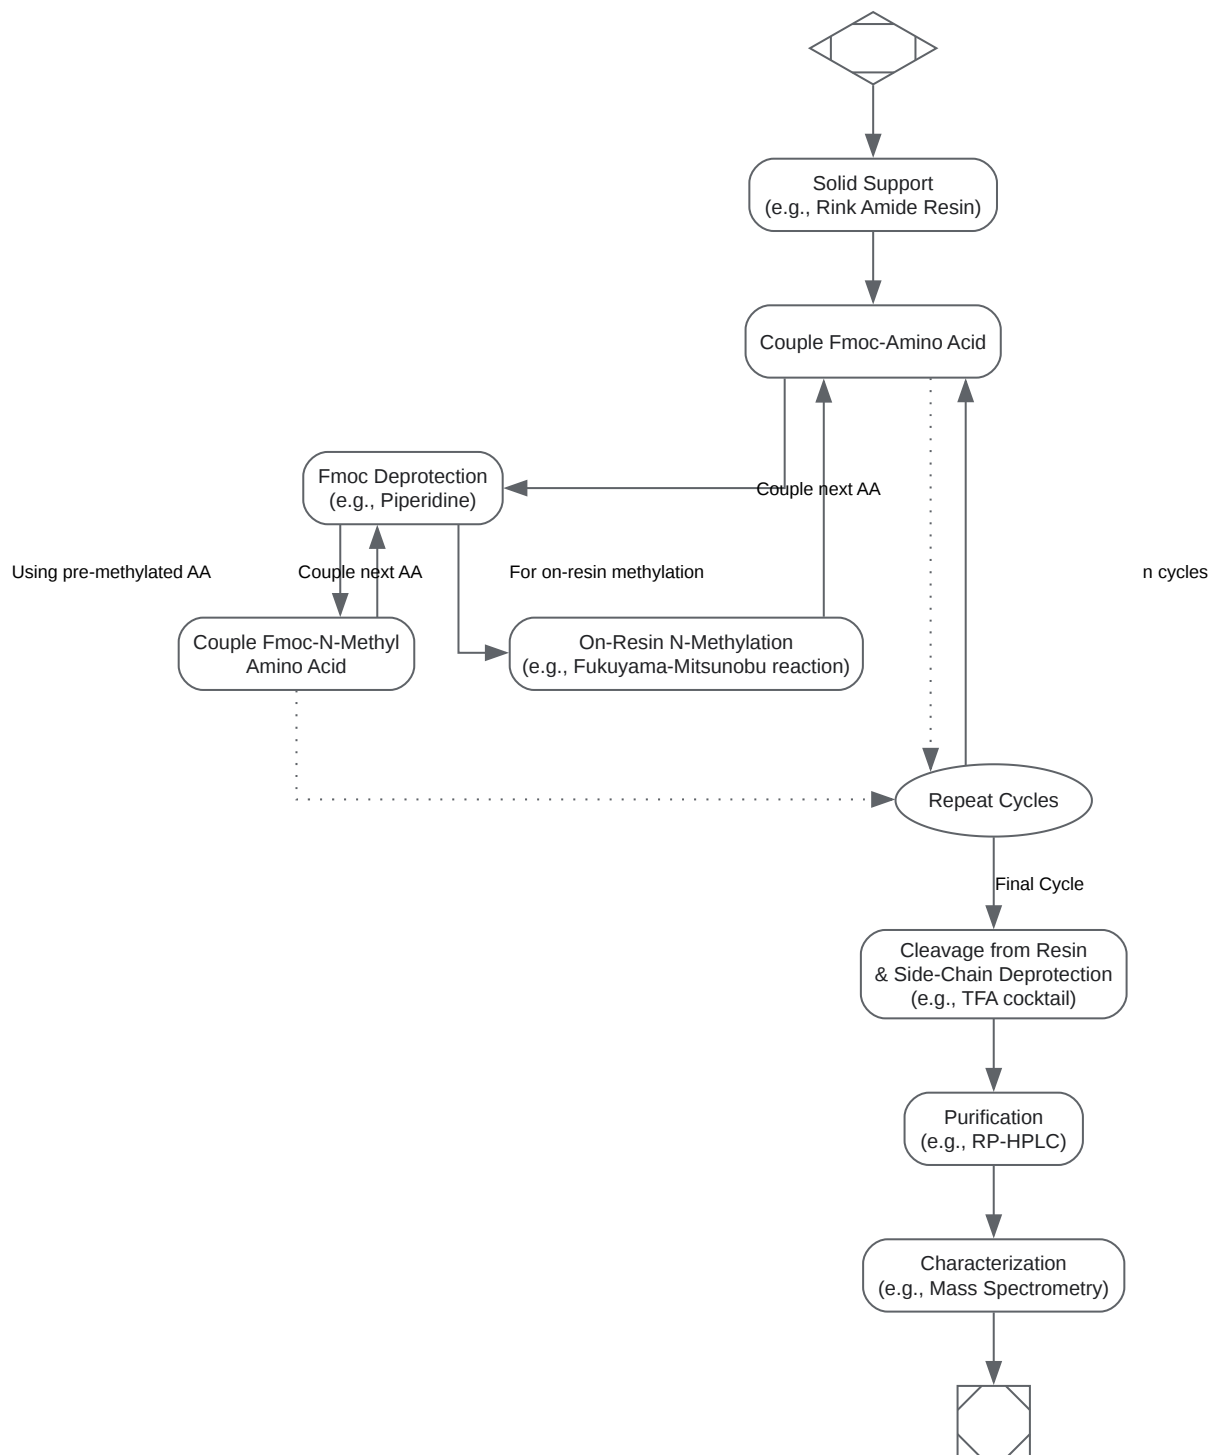 Solid Support
(e.g., Rink Amide Resin)
Couple Fmoc-Amino Acid
Fmoc Deprotection
(e.g., Piperidine)
Couple next AA
Using pre-methylated AA
Couple next AA
For on-resin methylation
n cycles
Couple Fmoc-N-Methyl
Amino Acid
On-Resin N-Methylation
(e.g., Fukuyama-Mitsunobu reaction)
Repeat Cycles
Final Cycle
Cleavage from Resin
& Side-Chain Deprotection
(e.g., TFA cocktail)
Purification
(e.g., RP-HPLC)
Characterization
(e.g., Mass Spectrometry)